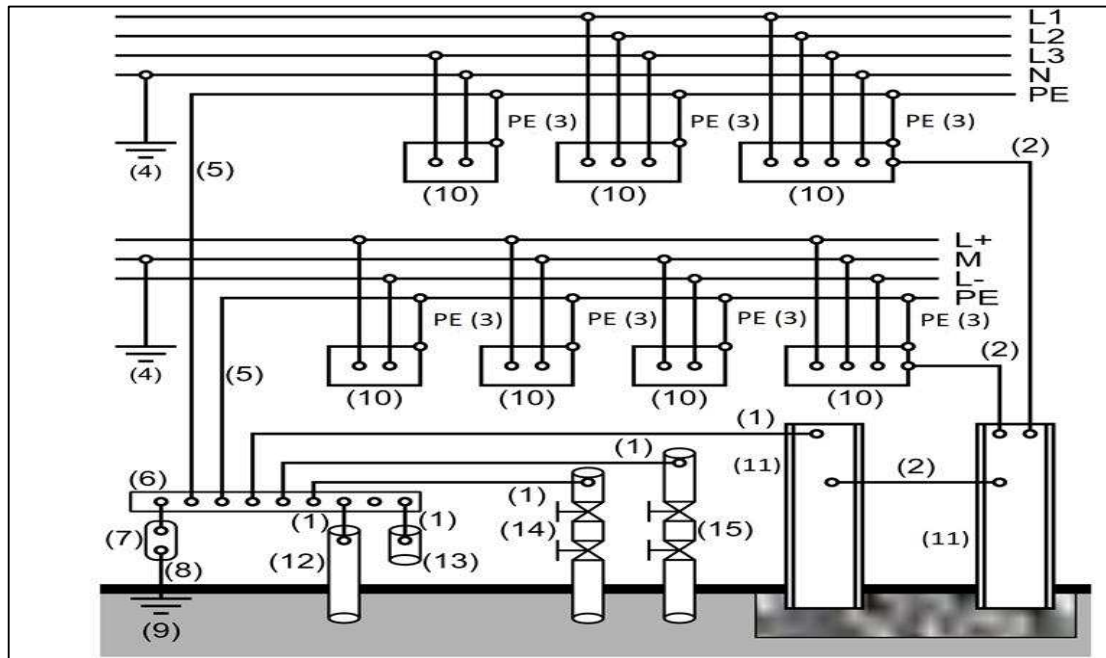 L1
L2
L3
N
PE
PE (3) PE (3) PE (3)
(2)
(4) (5) (10) (10) (10)
L+
M
L-
PE
PE (3) PE (3) PE (3) PE (3)
(2)
(4) (5) (10) (10) (10) (10)
(1)
(1) (11) (2)
(6) (1)
(1) (1) (14) (15)
(7) (12) (13) (11)
(8)
(9)